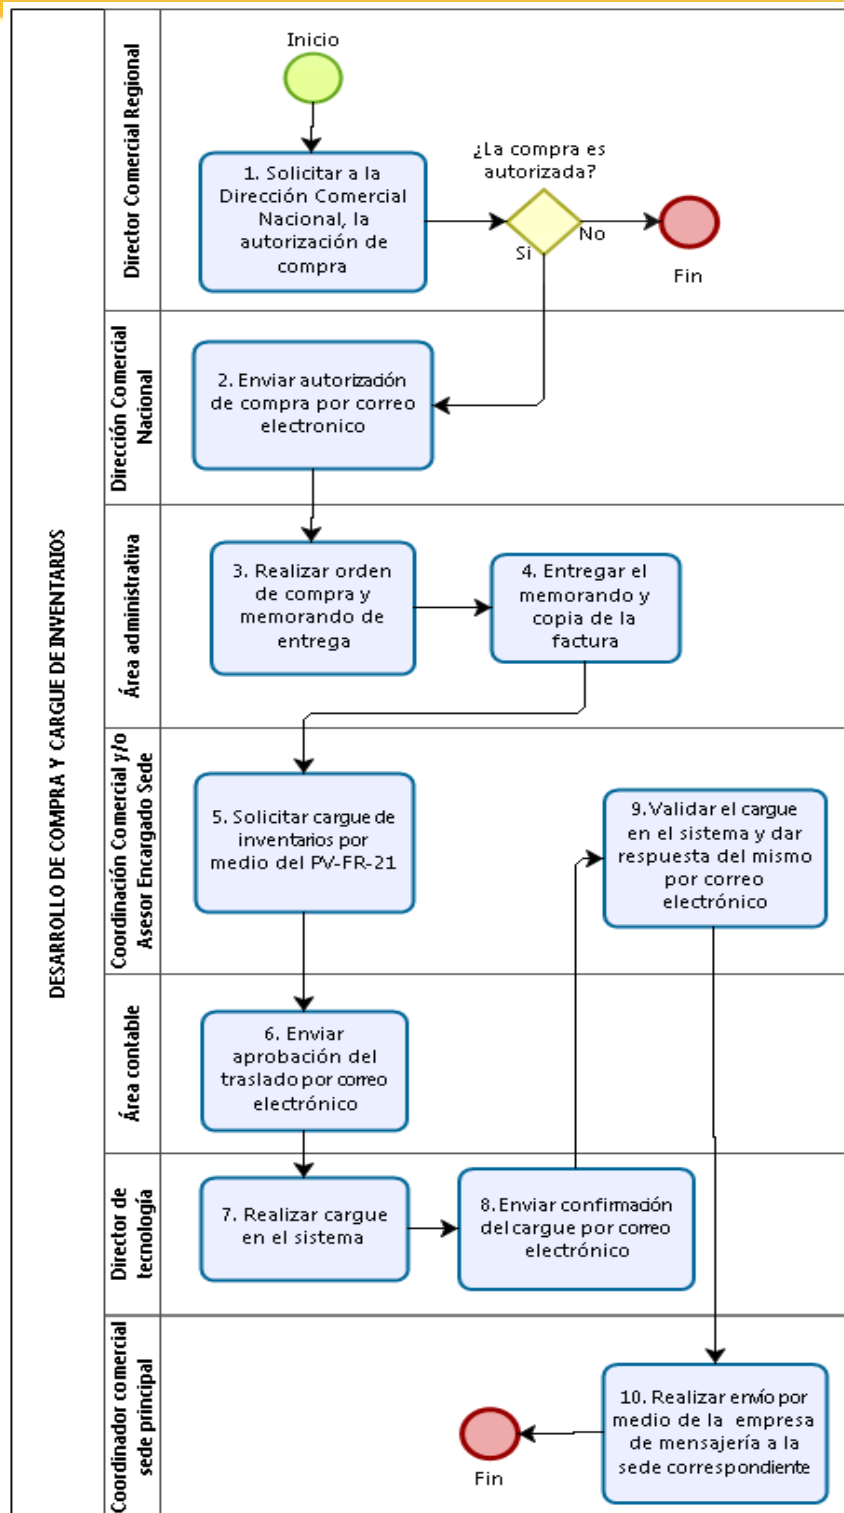 DESARROLLO DE COMPRA Y CARGUE DE INVENTARIOS
Director Comercial Regional
Inicio
1. Solicitar a la
Dirección Comercial
Nacional, la
autorización de
compra
¿La compra es
autorizada?
Si
No
Fin
Dirección Comercial
Nacional
2. Enviar autorización
de compra por correo
electronico
Área administrativa
3. Realizar orden
de compra y
memorando de
entrega
4. Entregar el
memorando y
copia de la
factura
Coordinación Comercial y/o
Asesor Encargado Sede
5. Solicitar cargue de
inventarios por
medio del PV-FR-21
9. Validar el cargue
en el sistema y dar
respuesta del mismo
por correo
electrónico
Área contable
6. Enviar
aprobación del
traslado por correo
electrónico
Director de
tecnología
7. Realizar cargue
en el sistema
8. Enviar confirmación
del cargue por correo
electrónico
Coordinador comercial
sede principal
10. Realizar envío por
medio de la empresa
de mensajería a la
sede correspondiente
Fin